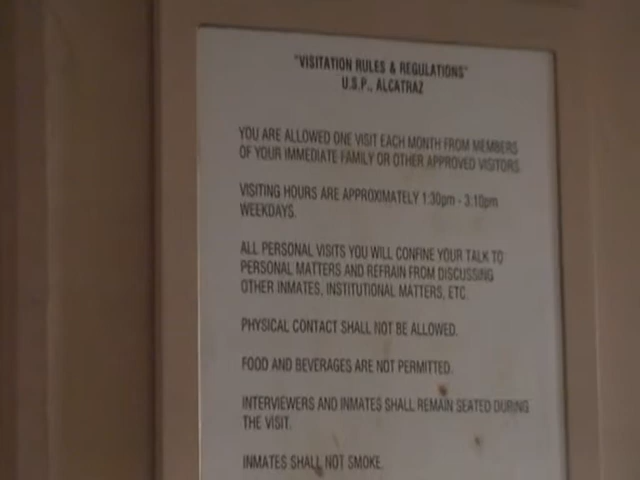 "VISITATION RULES & REGULATIONS"
U.S.P., ALCATRAZ
YOU ARE ALLOWED ONE VISIT EACH MONTH FROM MEMBERS
OF YOUR IMMEDIATE FAMILY OR OTHER APPROVED VISITORS.
VISITING HOURS ARE APPROXIMATELY 1:30pm - 3:10pm
WEEKDAYS.
ALL PERSONAL VISITS YOU WILL CONFINE YOUR TALK TO
PERSONAL MATTERS AND REFRAIN FROM DISCUSSING
OTHER INMATES, INSTITUTIONAL MATTERS, ETC.
PHYSICAL CONTACT SHALL NOT BE ALLOWED.
FOOD AND BEVERAGES ARE NOT PERMITTED.
INTERVIEWERS AND INMATES SHALL REMAIN SEATED DURING
THE VISIT.
INMATES SHALL NOT SMOKE.